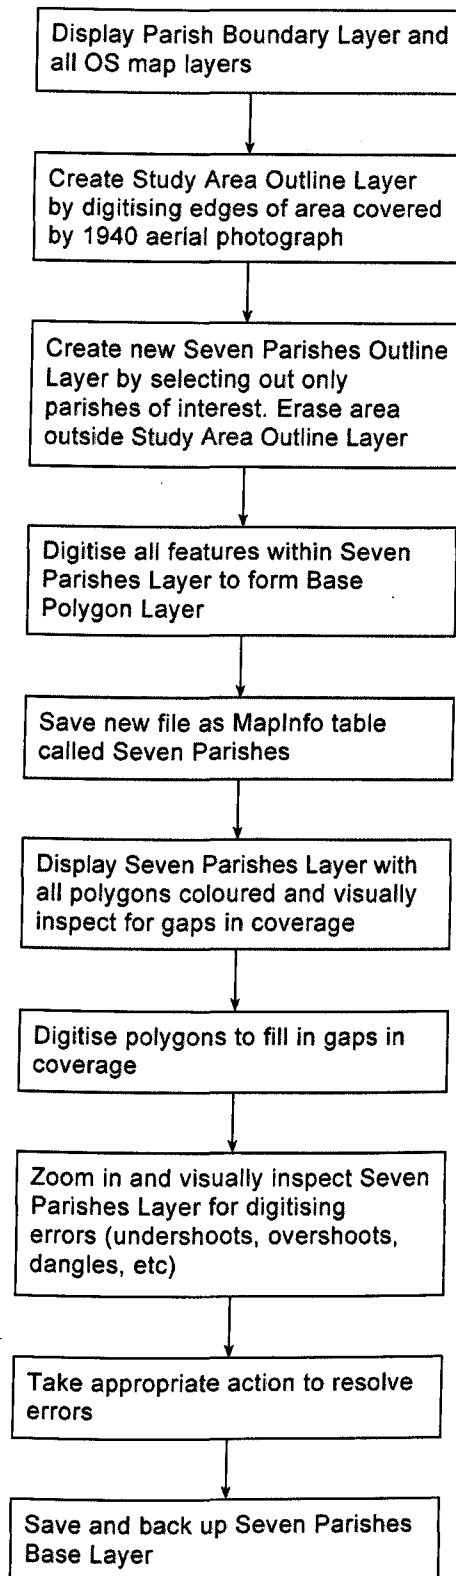 Display Parish Boundary Layer and
all OS map layers
Create Study Area Outline Layer
by digitising edges of area covered
by 1940 aerial photograph
Create new Seven Parishes Outline
Layer by selecting out only
parishes of interest. Erase area
outside Study Area Outline Layer
Digitise all features within Seven
Parishes Layer to form Base
Polygon Layer
Save new file as MapInfo table
called Seven Parishes
Display Seven Parishes Layer with
all polygons coloured and visually
inspect for gaps in coverage
Digitise polygons to fill in gaps in
coverage
Zoom in and visually inspect Seven
Parishes Layer for digitising
errors (undershoots, overshoots,
dangles, etc)
Take appropriate action to resolve
errors
Save and back up Seven Parishes
Base Layer